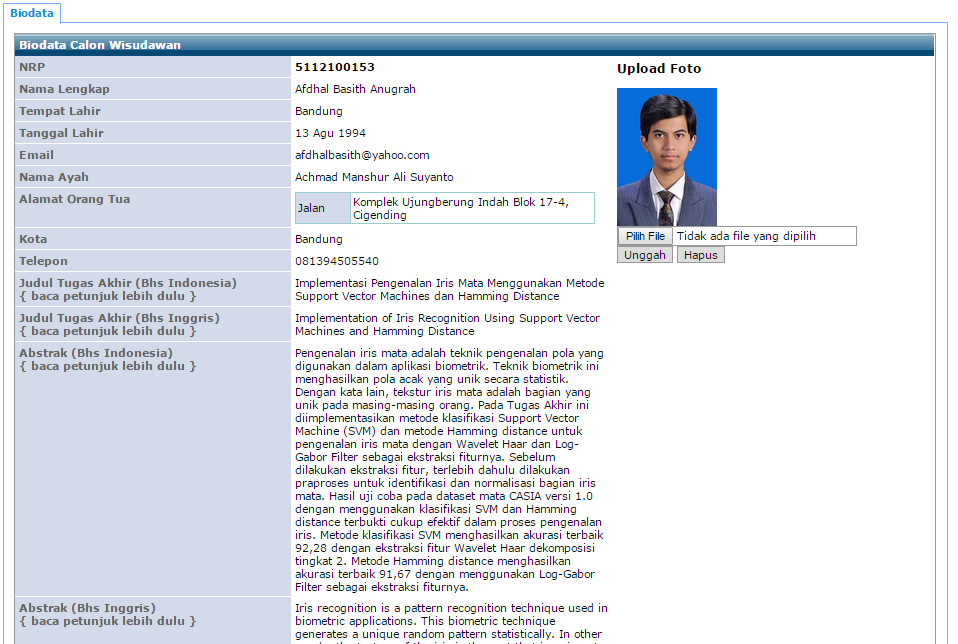 Biodata
Biodata Calon Wisudawan
NRP 5112100153
Nama Lengkap Afdhal Basith Anugrah
Tempat Lahir Bandung
Tanggal Lahir 13 Agu 1994
Email afdhalbasith@yahoo.com
Nama Ayah Achmad Manshur Ali Suyanto
Alamat Orang Tua
Jalan
Komplek Ujungberung Indah Blok 17-4,
Cigending
Kota Bandung
Telepon 081394505540
Judul Tugas Akhir (Bhs Indonesia)
{ baca petunjuk lebih dulu }
Implementasi Pengenalan Iris Mata Menggunakan Metode
Support Vector Machines dan Hamming Distance
Judul Tugas Akhir (Bhs Inggris)
{ baca petunjuk lebih dulu }
Implementation of Iris Recognition Using Support Vector
Machines and Hamming Distance
Abstrak (Bhs Indonesia)
{ baca petunjuk lebih dulu }
Pengenalan iris mata adalah teknik pengenalan pola yang
digunakan dalam aplikasi biometrik. Teknik biometrik ini
menghasilkan pola acak yang unik secara statistik.
Dengan kata lain, tekstur iris mata adalah bagian yang
unik pada masing-masing orang. Pada Tugas Akhir ini
diimplementasikan metode klasifikasi Support Vector
Machine (SVM) dan metode Hamming distance untuk
pengenalan iris mata dengan Wavelet Haar dan Log-
Gabor Filter sebagai ekstraksi fiturnya. Sebelum
dilakukan ekstraksi fitur, terlebih dahulu dilakukan
praproses untuk identifikasi dan normalisasi bagian iris
mata. Hasil uji coba pada dataset mata CASIA versi 1.0
dengan menggunakan klasifikasi SVM dan Hamming
distance terbukti cukup efektif dalam proses pengenalan
iris. Metode klasifikasi SVM menghasilkan akurasi terbaik
92,28 dengan ekstraksi fitur Wavelet Haar dekomposisi
tingkat 2. Metode Hamming distance menghasilkan
akurasi terbaik 91,67 dengan menggunakan Log-Gabor
Filter sebagai ekstraksi fiturnya.
Abstrak (Bhs Inggris)
{ baca petunjuk lebih dulu }
Iris recognition is a pattern recognition technique used in
biometric applications. This biometric technique
generates a unique random pattern statistically. In other
Upload Foto
Pilih File Tidak ada file yang dipilih
Unggah Hapus